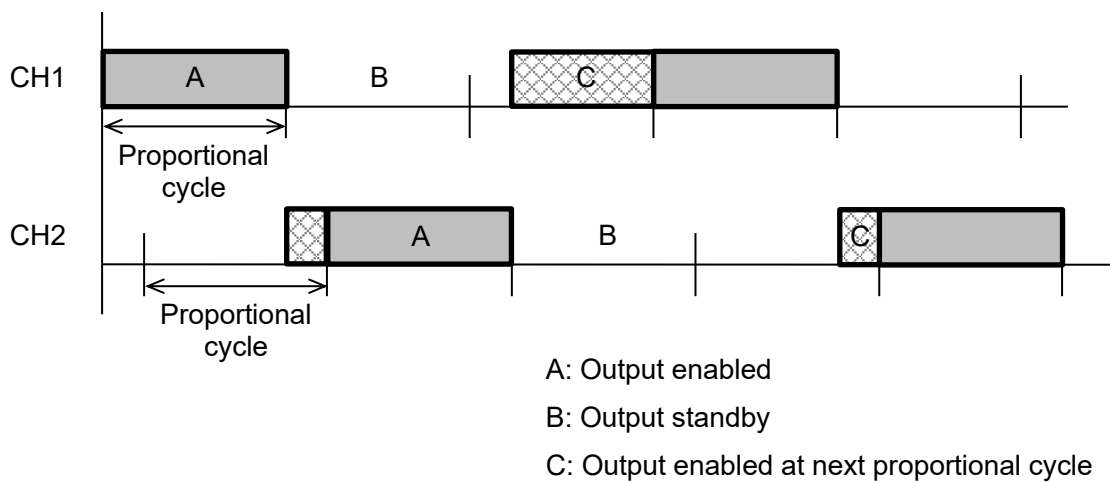 CH1
A
B
C
Proportional
cycle
CH2
A
B
C
Proportional
cycle
A: Output enabled
B: Output standby
C: Output enabled at next proportional cycle